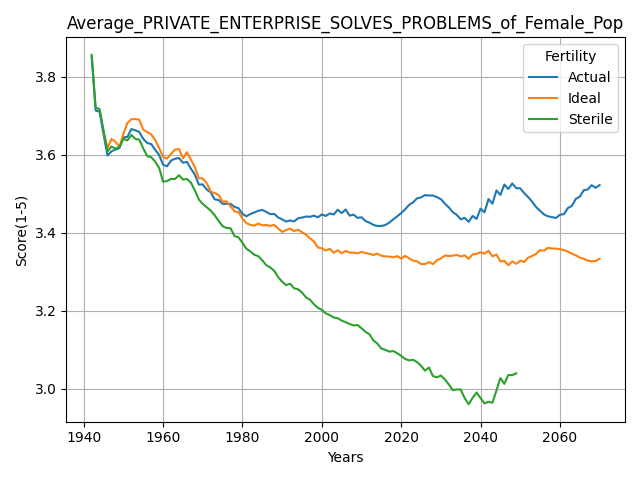 Average_PRIVATE_ENTERPRISE_SOLVES_PROBLEMS_of_Female_Pop
Fertility
Actual
Ideal
Sterile
Score(1-5)
3.8
3.6
3.4
3.2
3.0
1940 1960 1980 2000 2020 2040 2060
Years